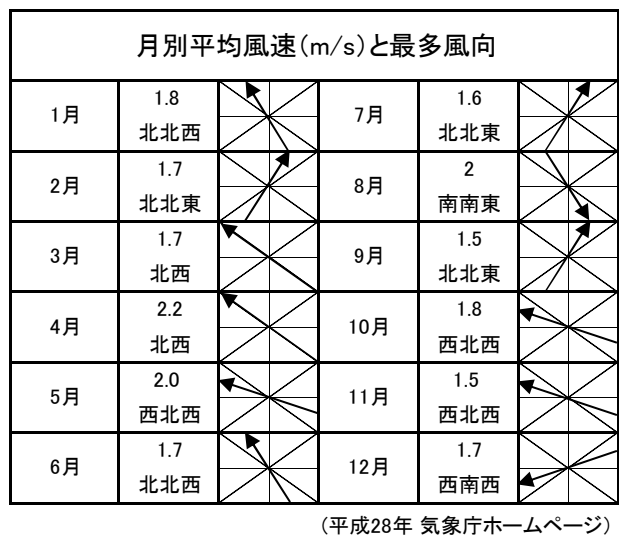 月別平均風速(m/s)と最多風向
1月
1.8
北北西
7月
1.6
北北東
2月
1.7
北北東
8月
2
南南東
3月
1.7
北西
9月
1.5
北北東
4月
2.2
北西
10月
1.8
西北西
5月
2.0
西北西
11月
1.5
西北西
6月
1.7
北北西
12月
1.7
西南西
(平成28年 気象庁ホームページ)